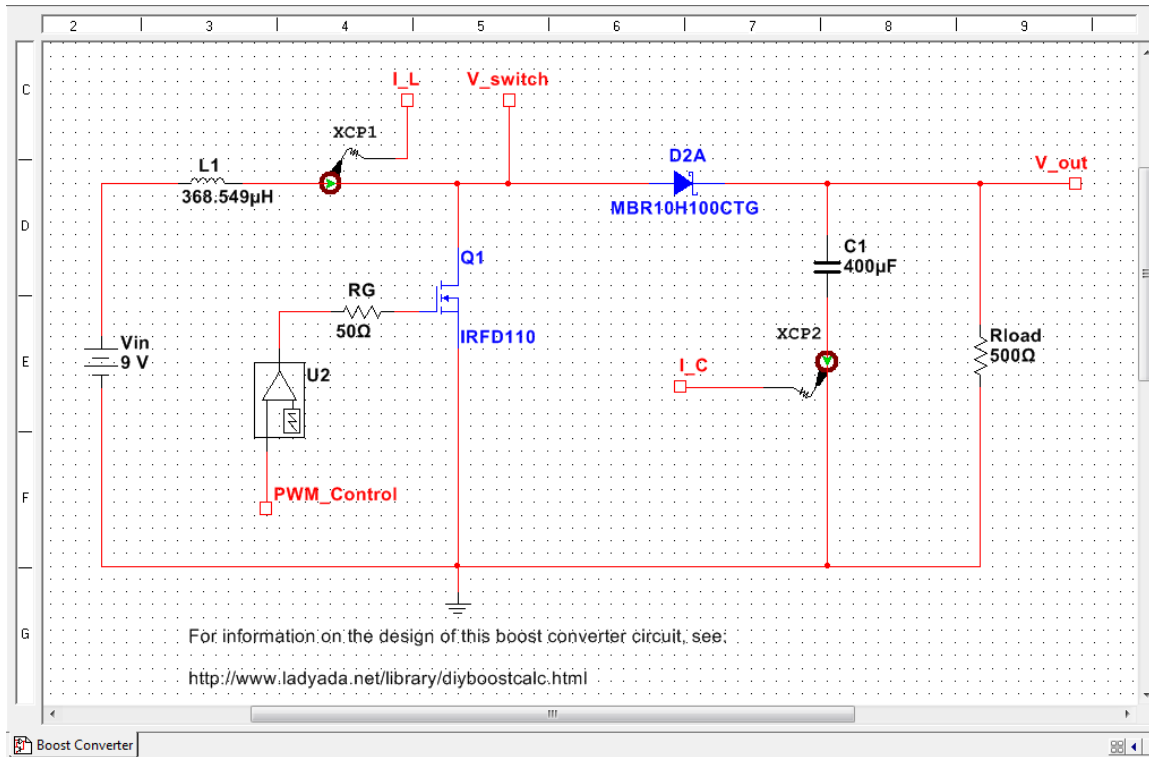 2 3 4 5 6 7 8 9
C
D
E
F
G
I_L V_switch
XCP1
L1
368.549µH
D2A
MBR10H100CTG
V_out
C1
400µF
Q1
IRFD110
RG
50Ω
Vin
9 V
U2
XCP2
I_C
Rload
500Ω
PWM_Control
For information on the design of this boost converter circuit, see;
http://www.ladyada.net/library/diyboostcalc.html
Boost Converter